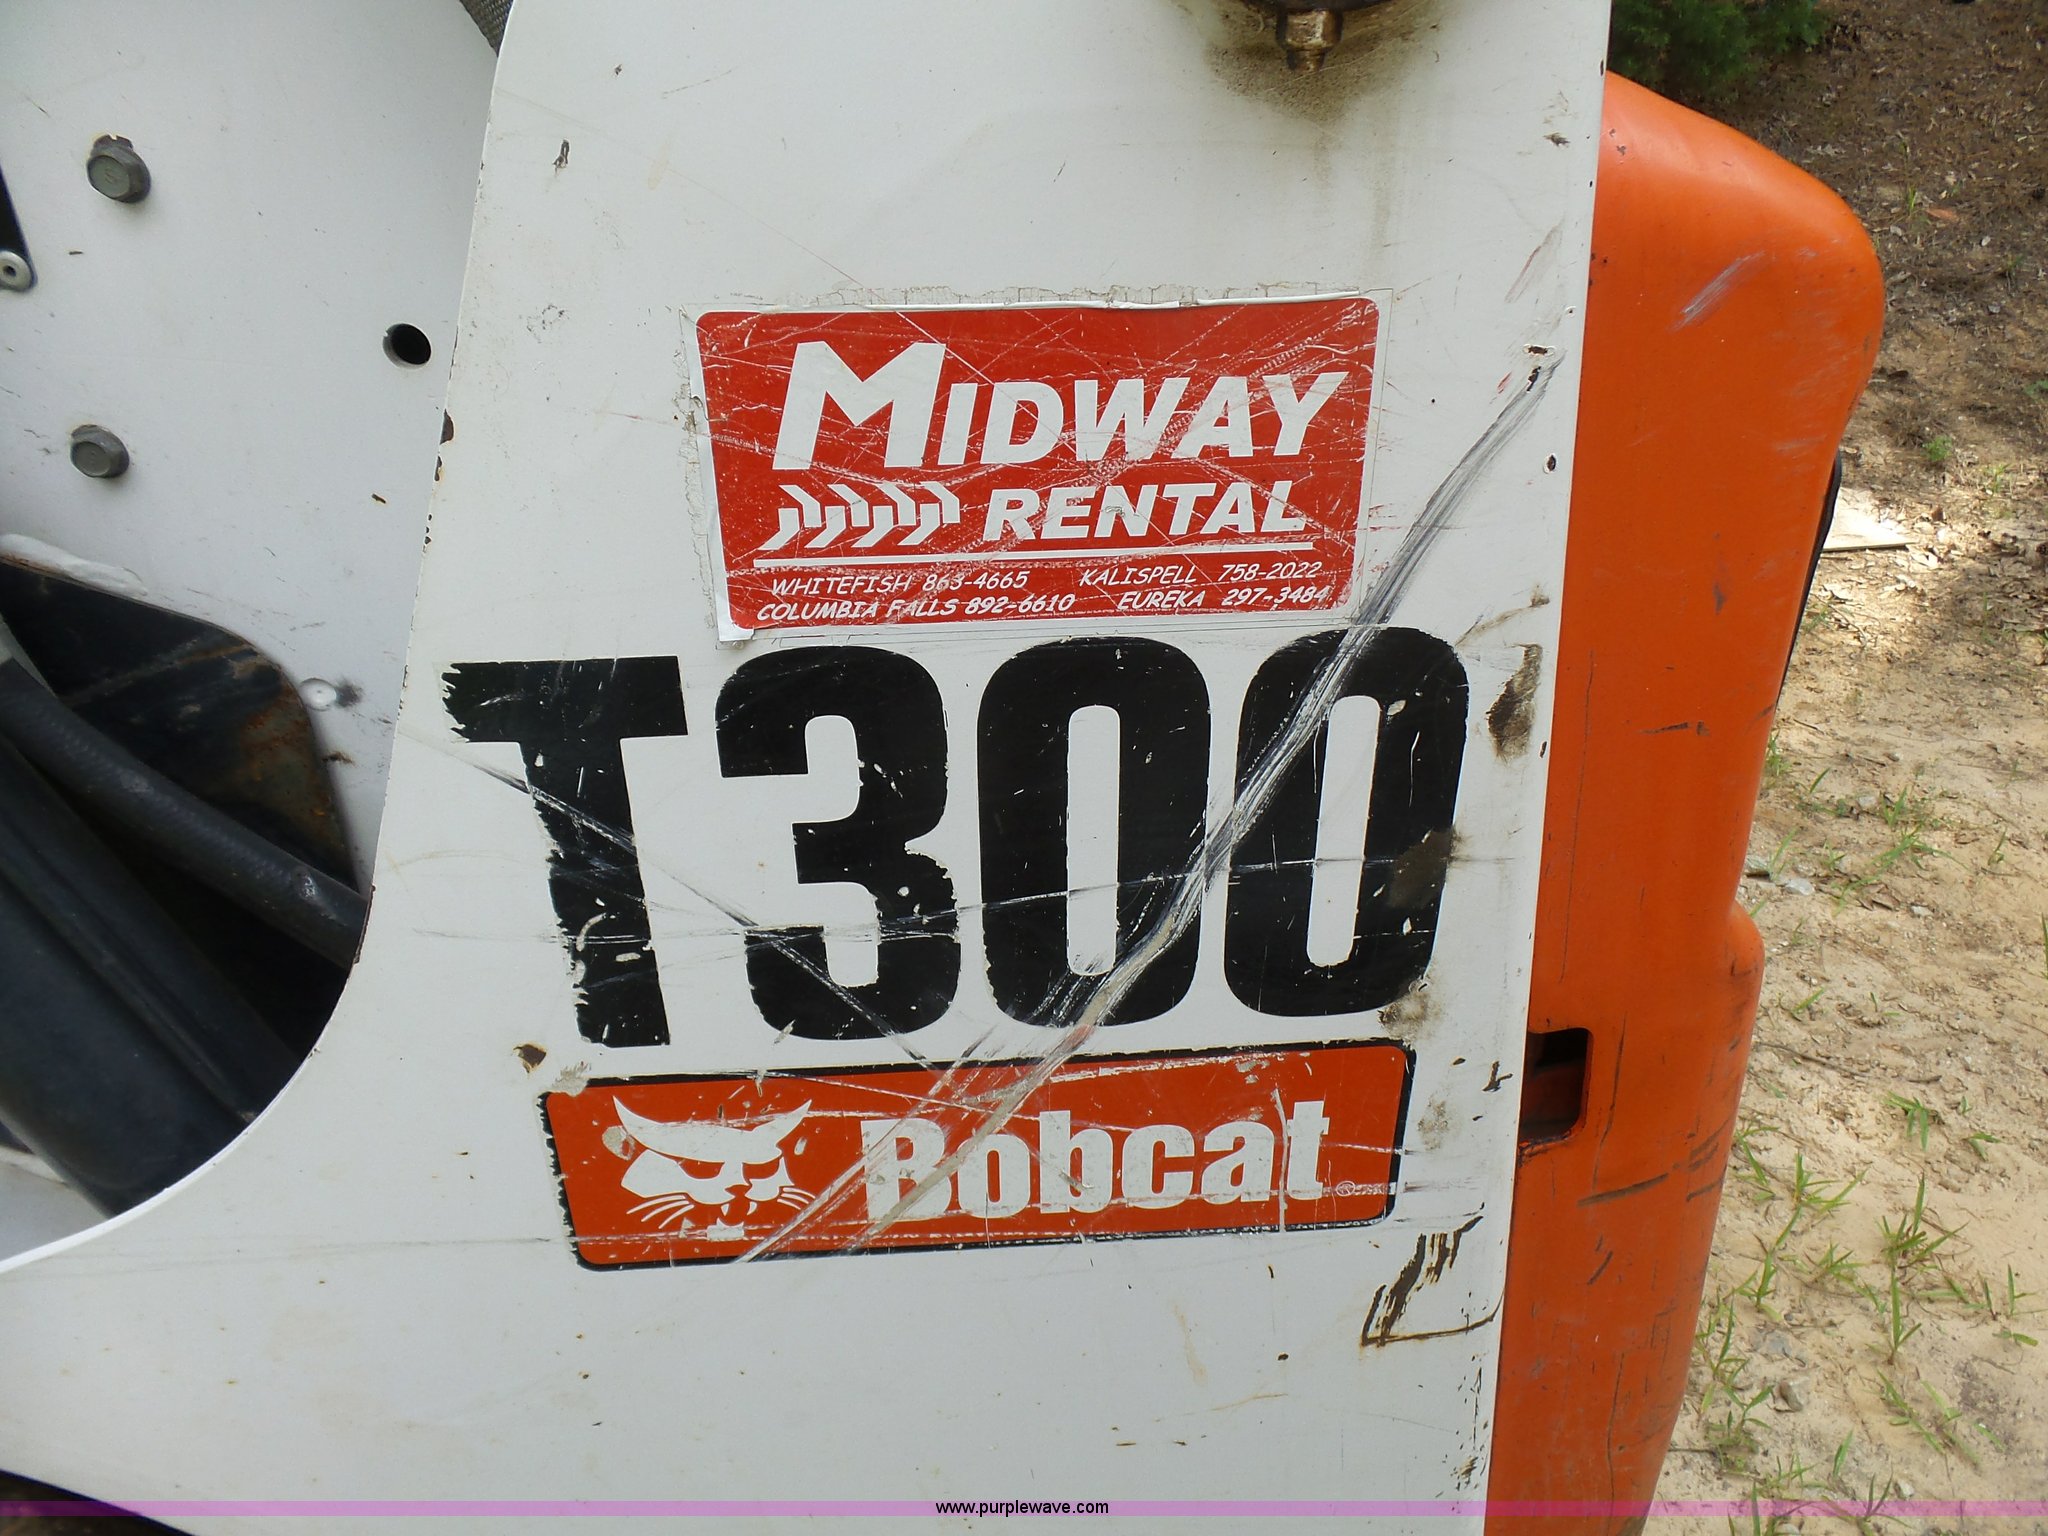 MIDWAY
RENTAL
WHITEFISH 863-4665 KALISPELL 758-2022
COLUMBIA FALLS 892-6610 EUREKA 297-3484
T300
Bobcat®
www.purplewave.com